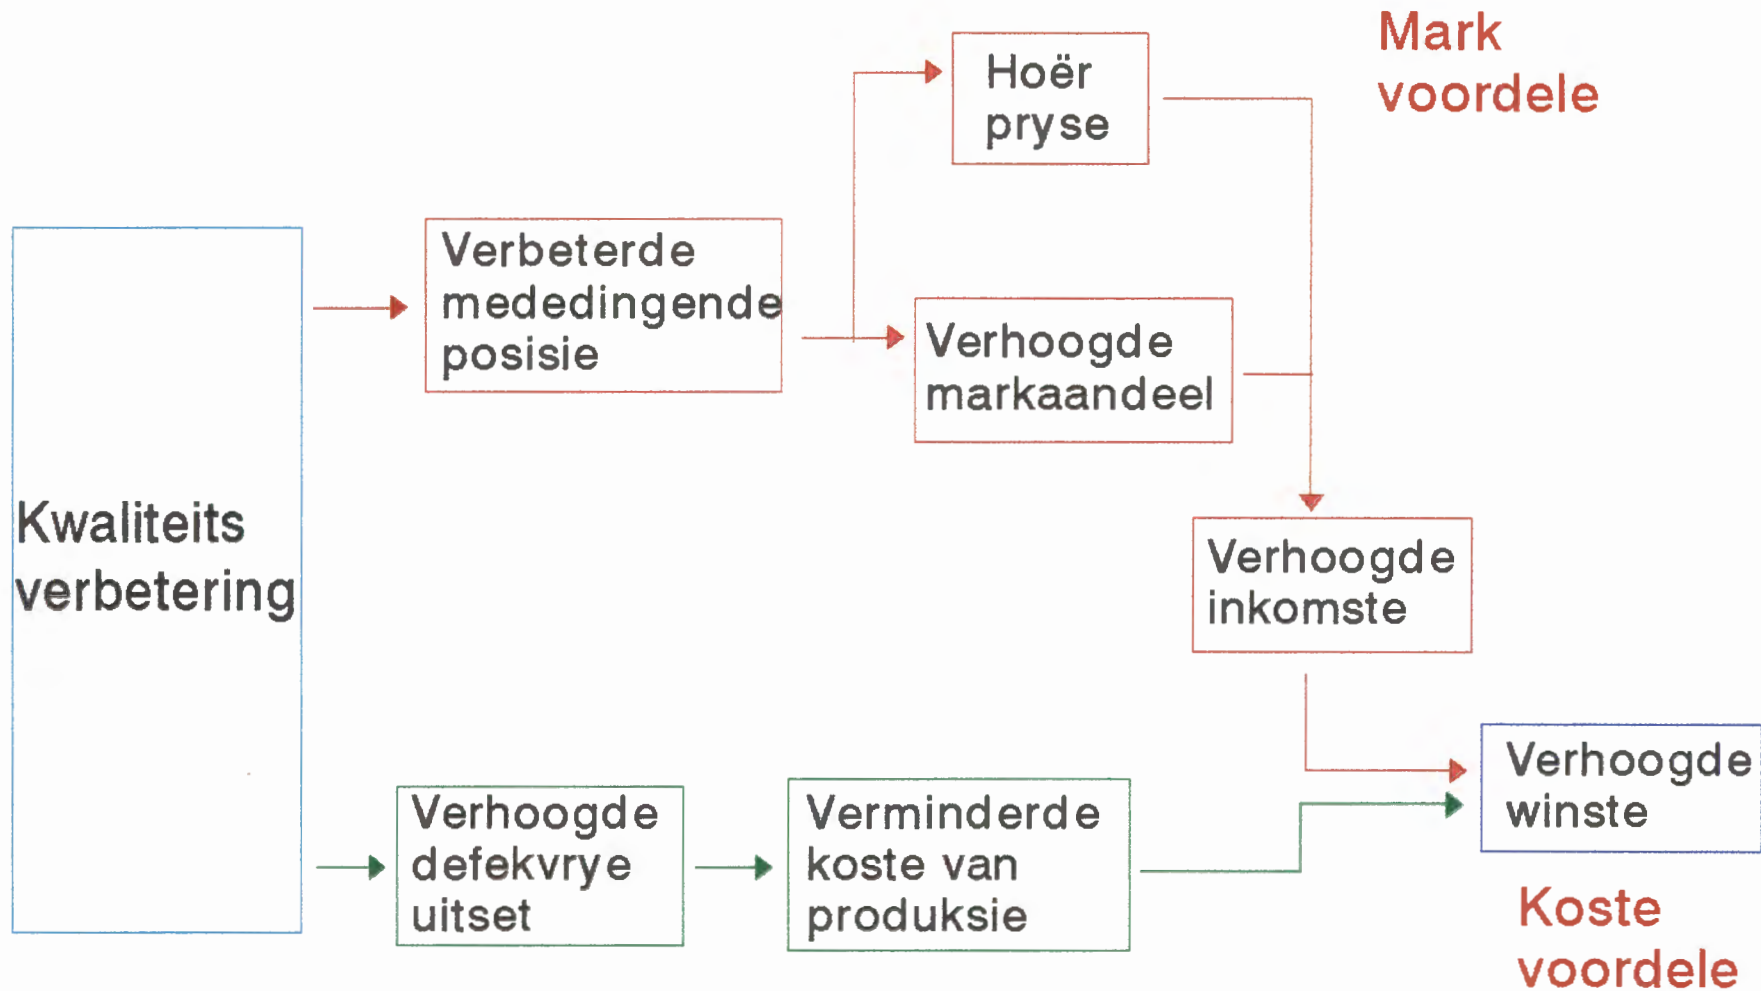 Mark
voordele
Hoër
pryse
Verbeterde
mededingende
posisie
Verhoogde
markaandeel
Kwaliteits
verbetering
Verhoogde
inkomste
Verhoogde
winste
Verhoogde
defekvrye
uitset
Verminderde
koste van
produksie
Koste
voordele